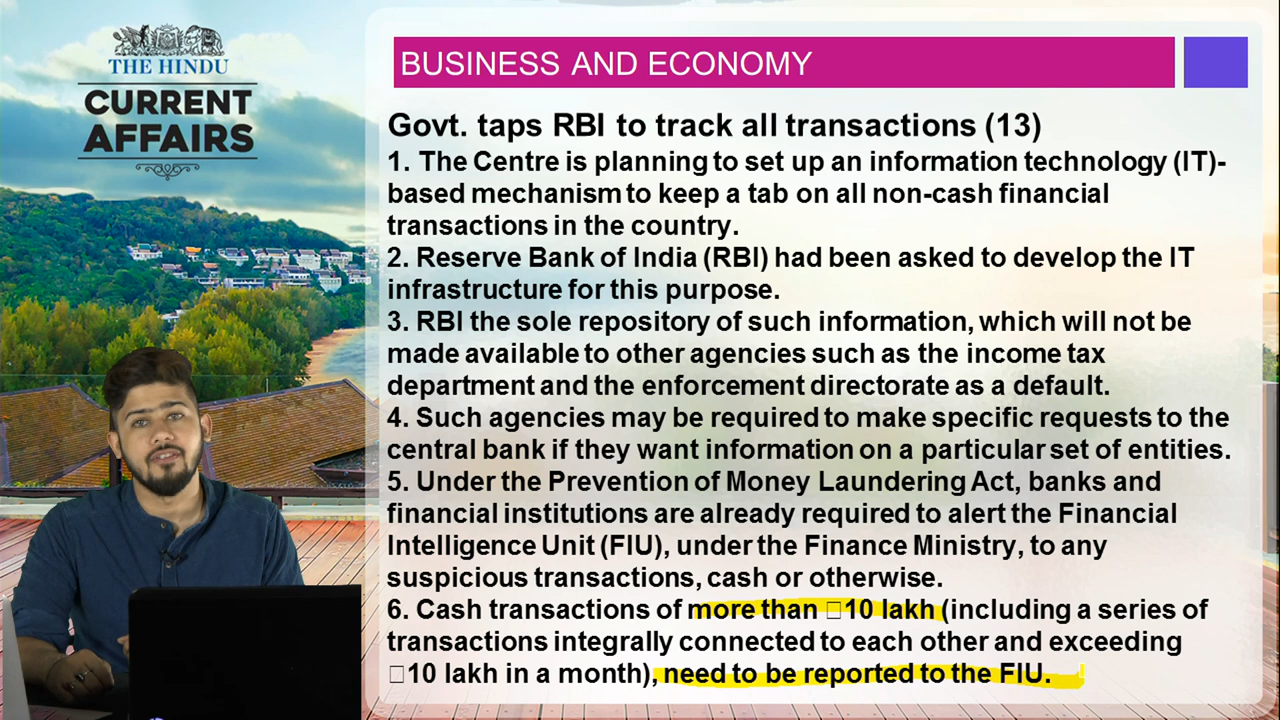 THE HINDU
CURRENT
AFFAIRS
BUSINESS AND ECONOMY
Govt. taps RBI to track all transactions (13)
1. The Centre is planning to set up an information technology (IT)-
based mechanism to keep a tab on all non-cash financial
transactions in the country.
2. Reserve Bank of India (RBI) had been asked to develop the IT
infrastructure for this purpose.
3. RBI the sole repository of such information, which will not be
made available to other agencies such as the income tax
department and the enforcement directorate as a default.
4. Such agencies may be required to make specific requests to the
central bank if they want information on a particular set of entities.
5. Under the Prevention of Money Laundering Act, banks and
financial institutions are already required to alert the Financial
Intelligence Unit (FIU), under the Finance Ministry, to any
suspicious transactions, cash or otherwise.
6. Cash transactions of more than □10 lakh (including a series of
transactions integrally connected to each other and exceeding
□10 lakh in a month), need to be reported to the FIU.